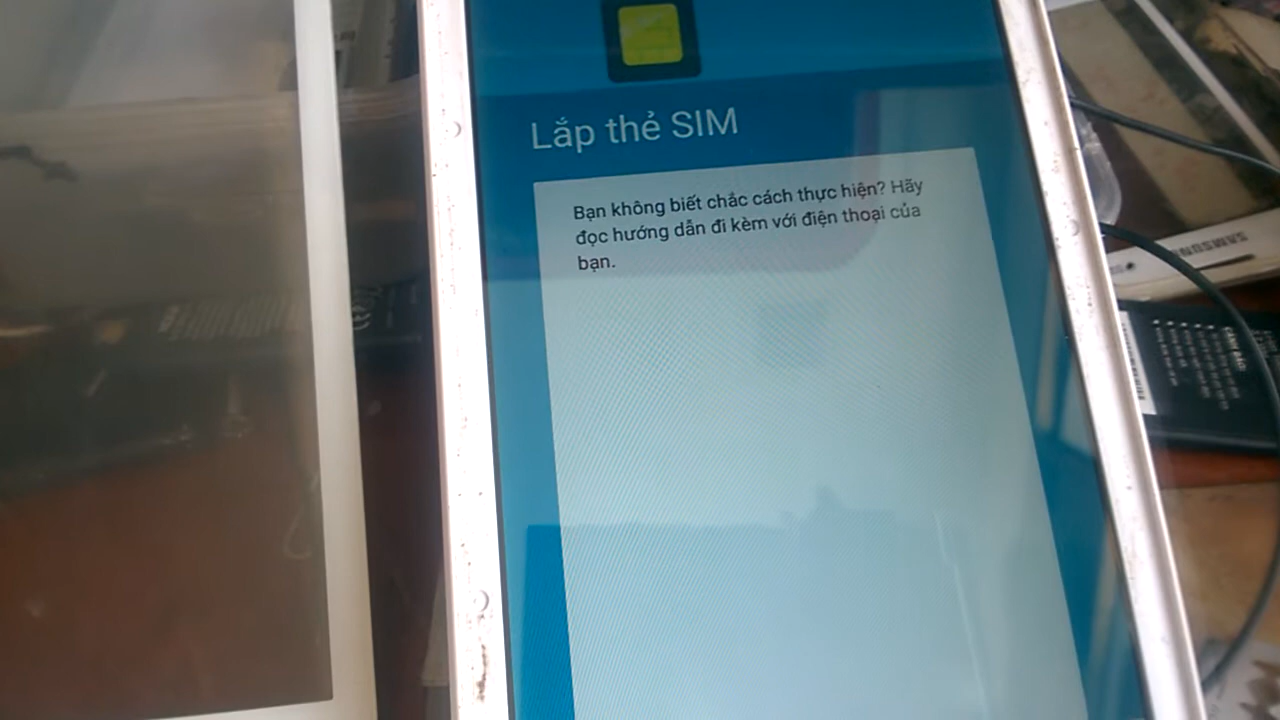 Lắp thẻ SIM
Bạn không biết chắc cách thực hiện? Hãy
đọc hướng dẫn đi kèm với điện thoại của
bạn.
SAMSUNG